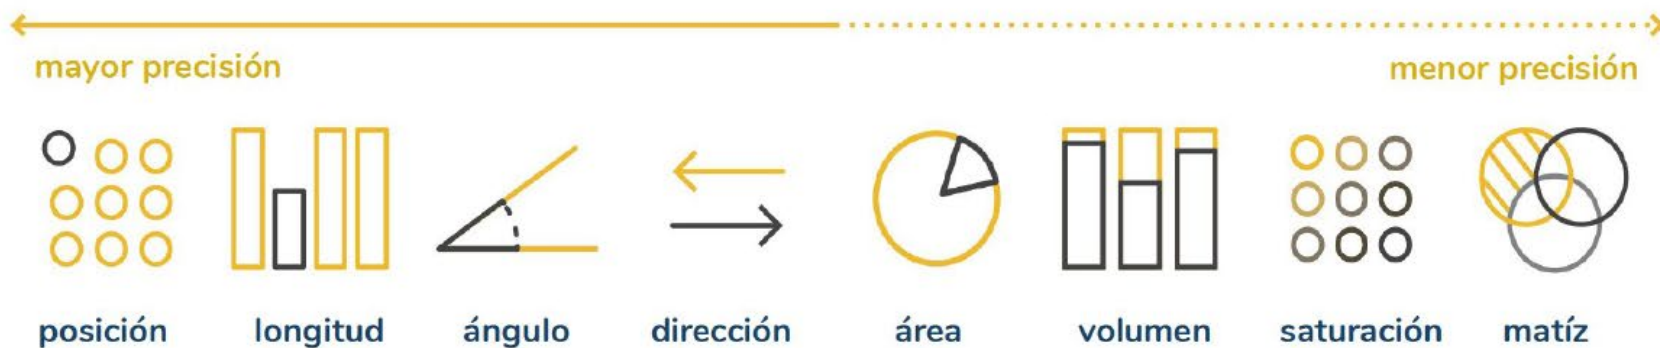 mayor precisión
menor precisión
posición
longitud
ángulo
dirección
área
volumen
saturación
matíz